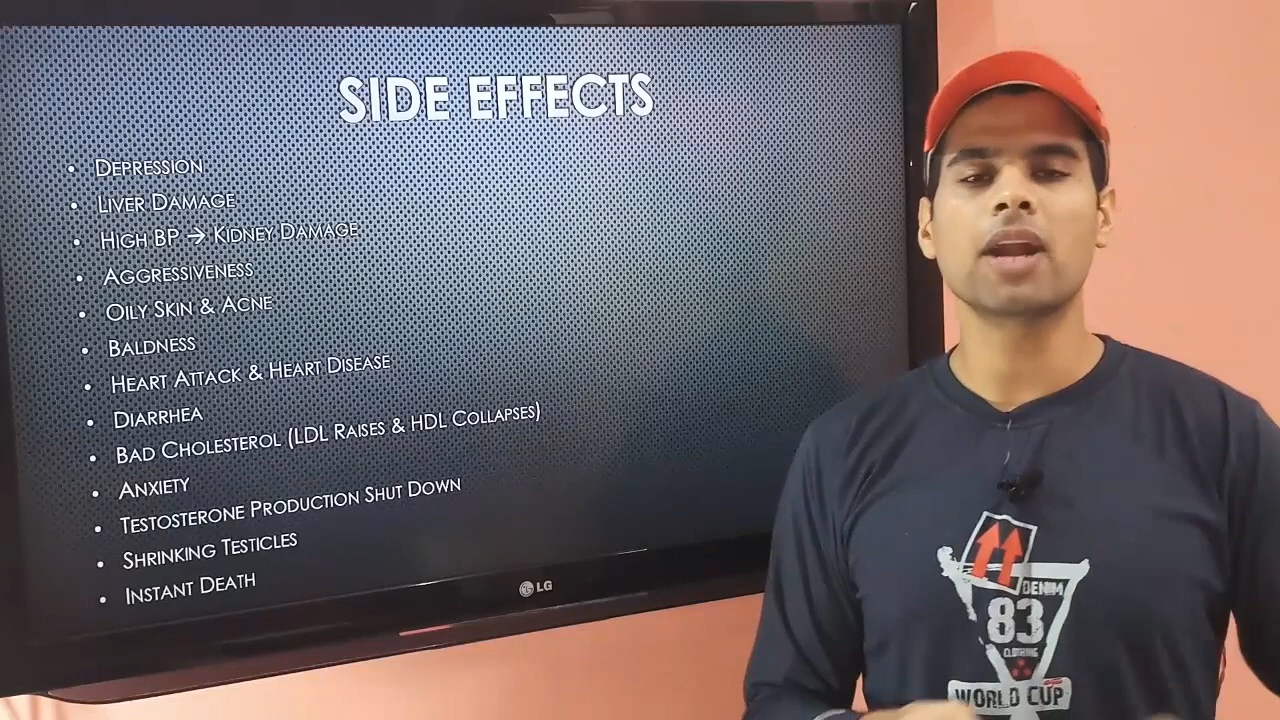 SIDE EFFECTS
• DEPRESSION
• LIVER DAMAGE
• HIGH BP → KIDNEY DAMAGE
• AGGRESSIVENESS
• OILY SKIN & ACNE
• BALDNESS
• HEART ATTACK & HEART DISEASE
• DIARRHEA
• BAD CHOLESTEROL (LDL RAISES & HDL COLLAPSES)
• ANXIETY
• TESTOSTERONE PRODUCTION SHUT DOWN
• SHRINKING TESTICLES
• INSTANT DEATH
LG
DENIM
83
CLOTHING
WORLD CUP